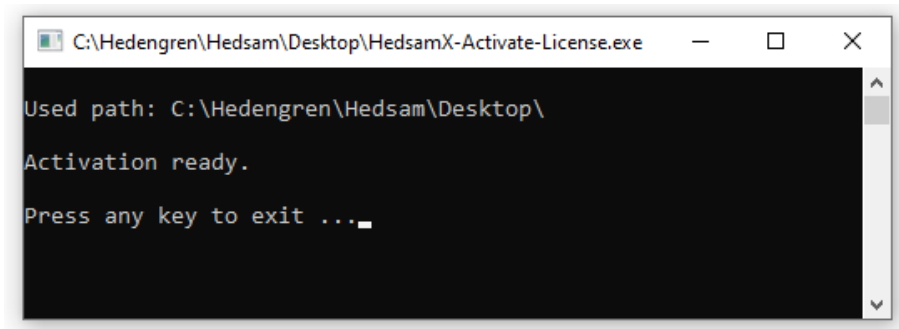 C:\Hedengren\Hedsam\Desktop\HedsamX-Activate-License.exe
Used path: C:\Hedengren\Hedsam\Desktop\
Activation ready.
Press any key to exit ...